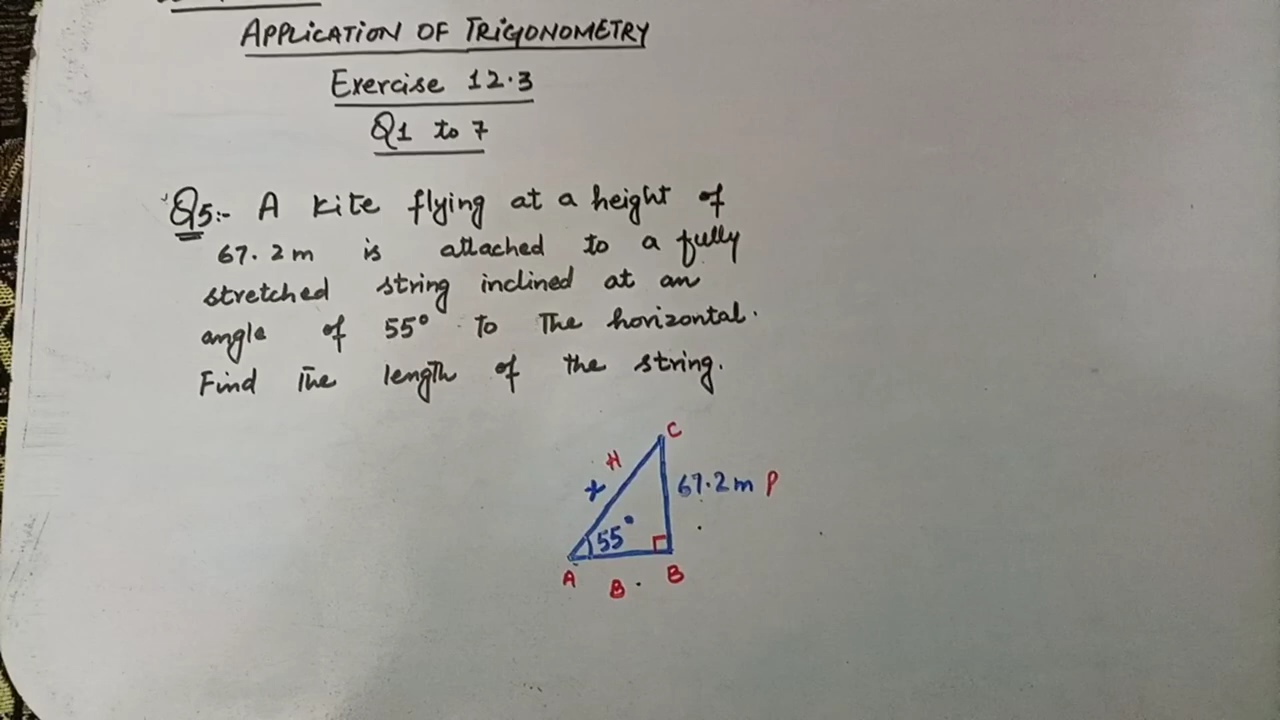 APPLICATION OF TRIGONOMETRY
Exercise 12.3
Q1 to 7
Q5:- A kite flying at a height of
67.2m is attached to a fully
stretched string inclined at an
angle of 55° to The horizontal.
Find The length of the string.
C
H
x
67.2m P
55°
A B B